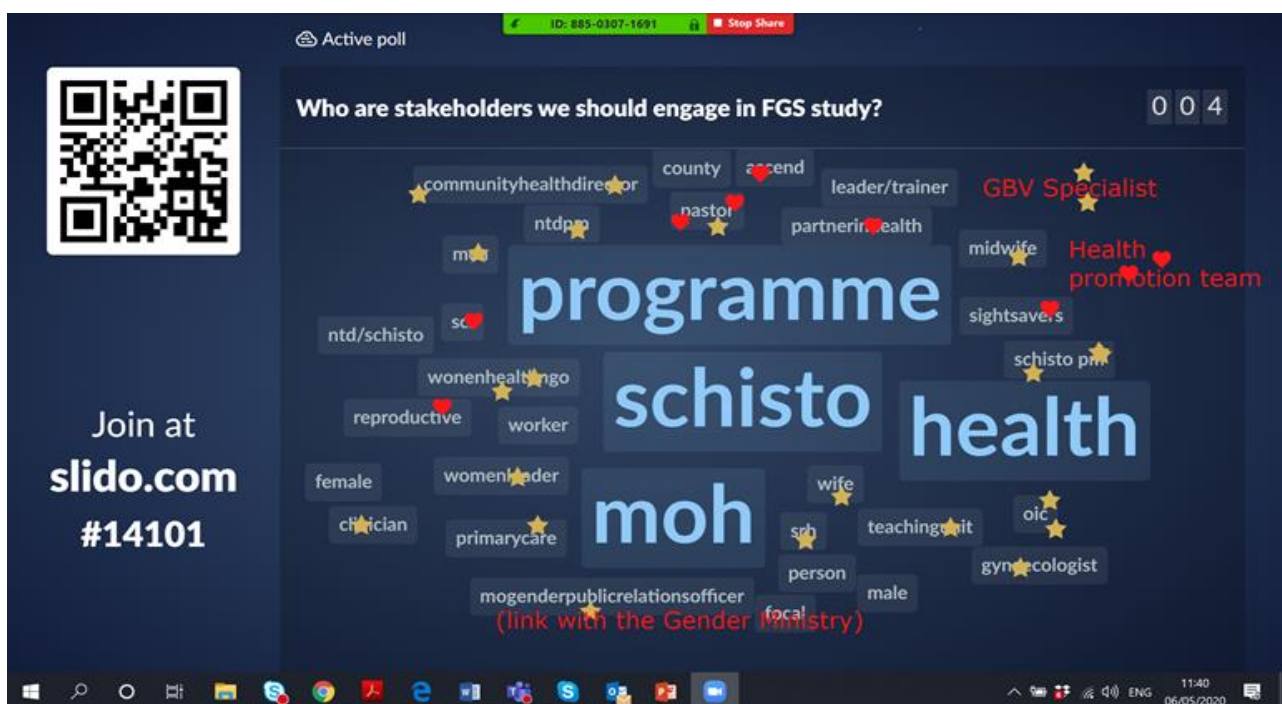 ID: 885-0307-1691 Stop Share
Active poll
Who are stakeholders we should engage in FGS study?
004
county
communityhealthdirector
leader/trainer
GBV Specialist
pastor
ntdpm
partnerinhealth
midwife
Health
promotion team
programme
sightsavers
ntd/schisto
schisto pm
wonenhealthngo
schisto
reproductive
worker
health
Join at
slido.com
#14101
female
womenleader
wife
moh
clinician
primarycare
srh
teachingunit
oic
gynaecologist
person
male
mogenderpublicrelationsofficer
focal
(link with the Gender Ministry)
ENG
11:40
06/05/2020